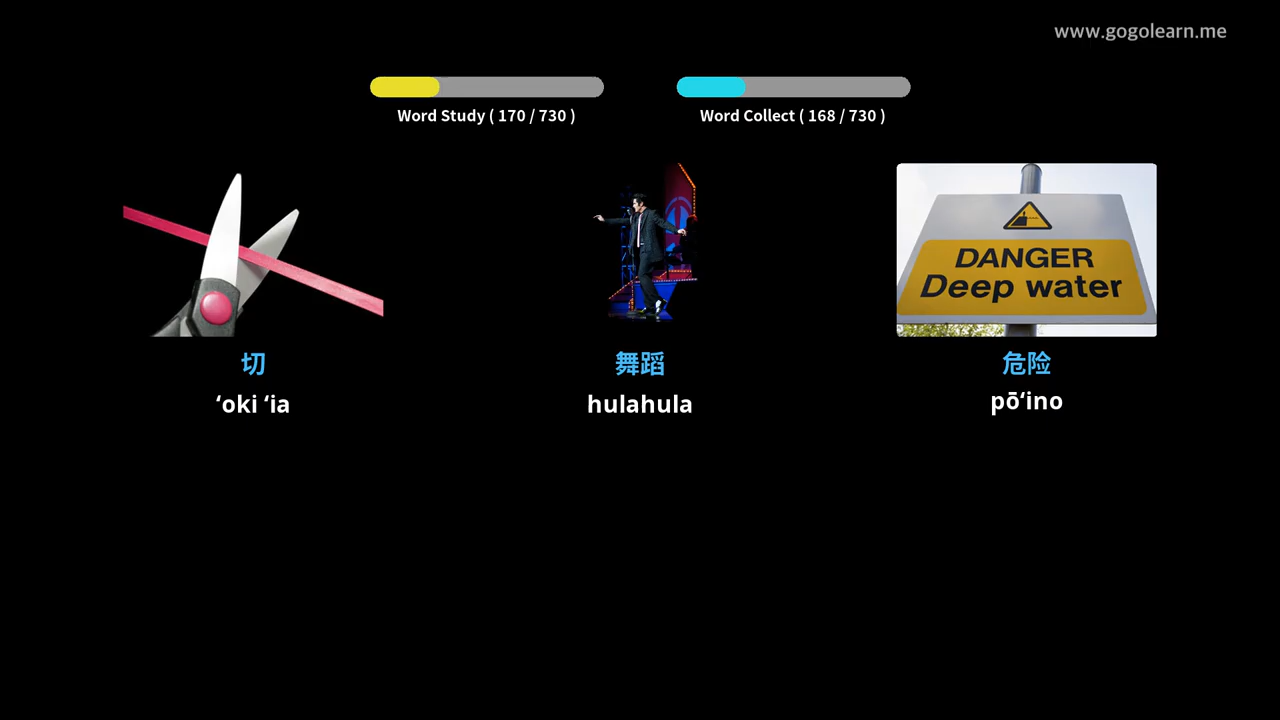 www.gogolearn.me
Word Study ( 170 / 730 )
Word Collect ( 168 / 730 )
DANGER
Deep water
切
舞蹈
危险
ʻoki ʻia
hulahula
pōʻino